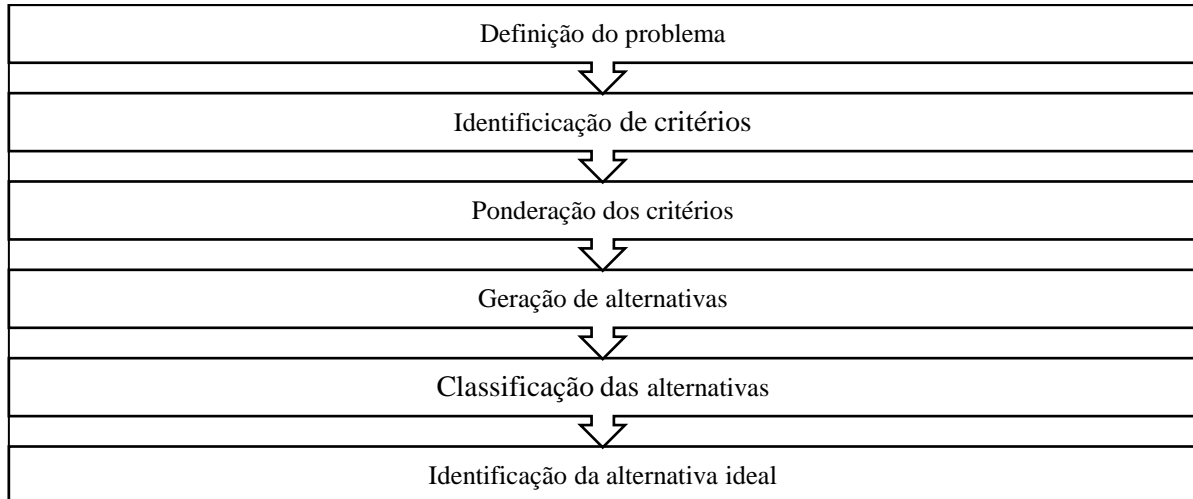 Definição do problema
Identificicação de critérios
Ponderação dos critérios
Geração de alternativas
Classificação das alternativas
Identificação da alternativa ideal